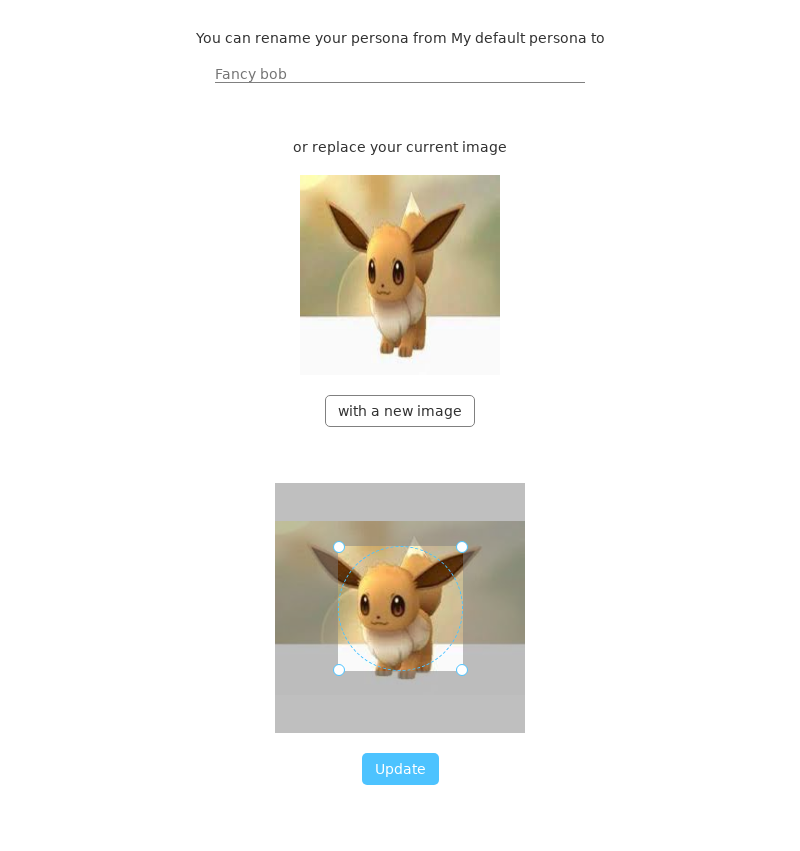 You can rename your persona from My default persona to
Fancy bob
or replace your current image
with a new image
Update